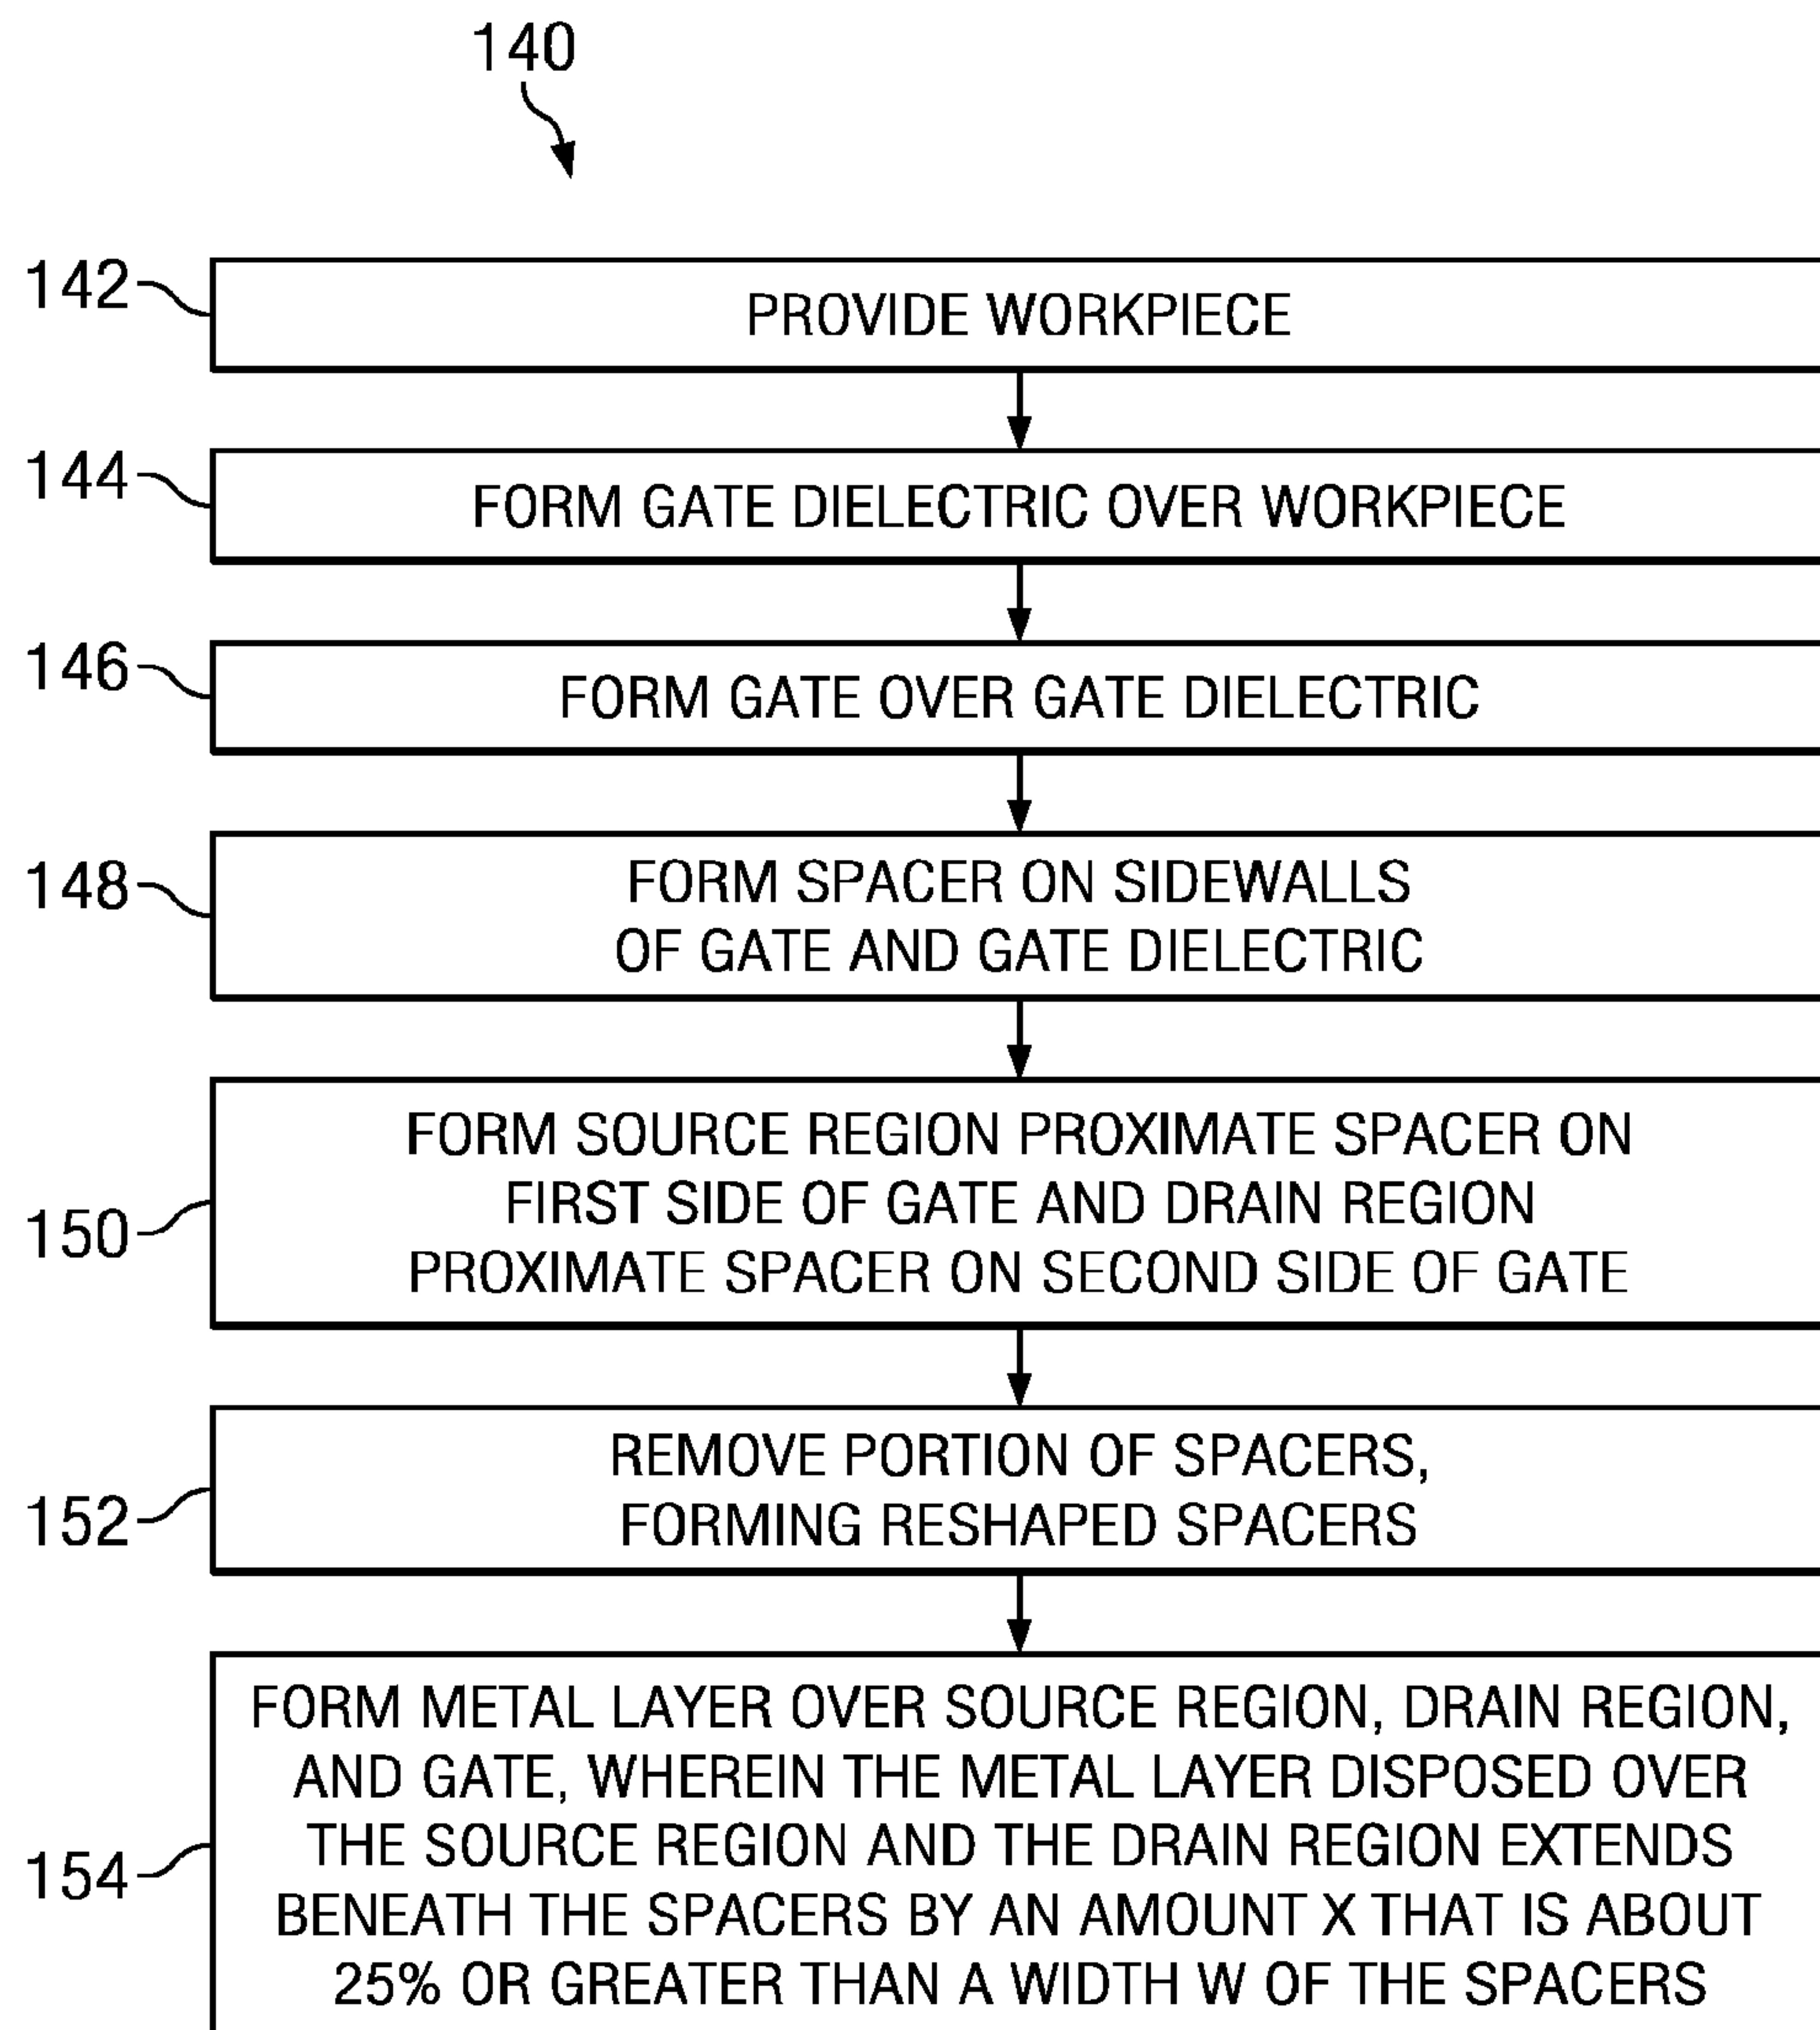 140
142
PROVIDE WORKPIECE
144
FORM GATE DIELECTRIC OVER WORKPIECE
146
FORM GATE OVER GATE DIELECTRIC
148
FORM SPACER ON SIDEWALLS
OF GATE AND GATE DIELECTRIC
150
FORM SOURCE REGION PROXIMATE SPACER ON
FIRST SIDE OF GATE AND DRAIN REGION
PROXIMATE SPACER ON SECOND SIDE OF GATE
152
REMOVE PORTION OF SPACERS,
FORMING RESHAPED SPACERS
154
FORM METAL LAYER OVER SOURCE REGION, DRAIN REGION,
AND GATE, WHEREIN THE METAL LAYER DISPOSED OVER
THE SOURCE REGION AND THE DRAIN REGION EXTENDS
BENEATH THE SPACERS BY AN AMOUNT X THAT IS ABOUT
25% OR GREATER THAN A WIDTH W OF THE SPACERS